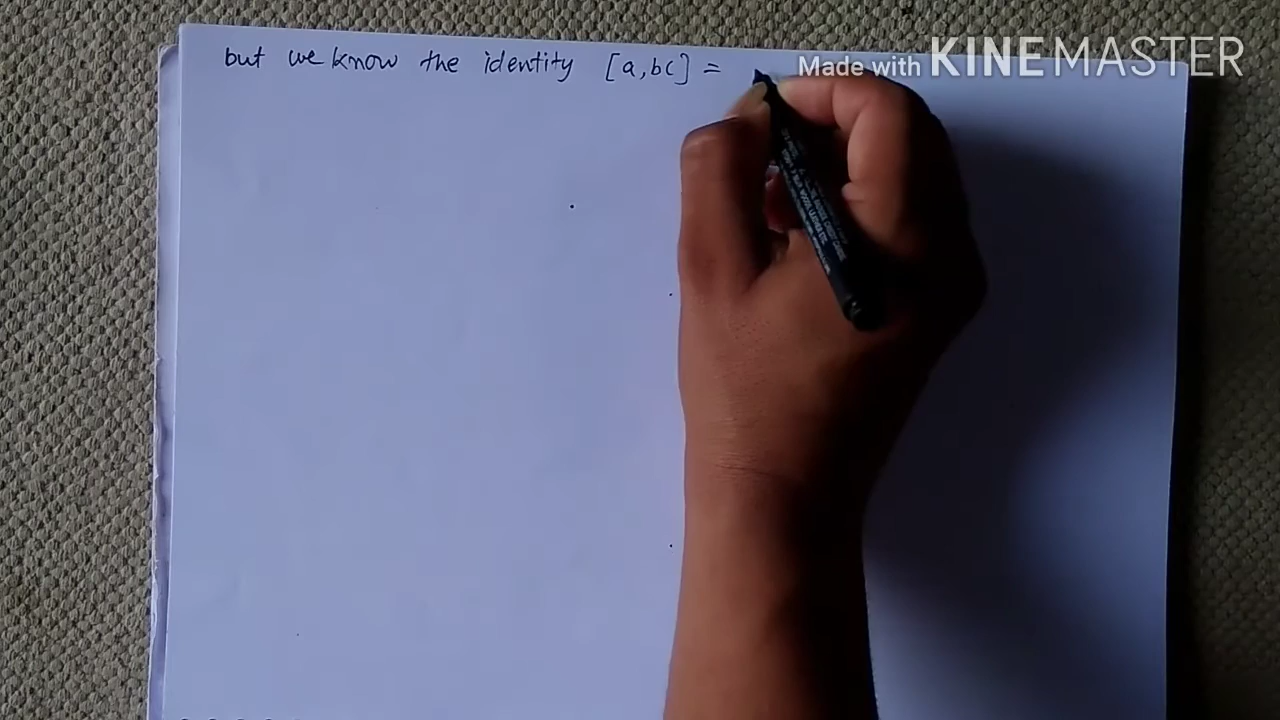 but we know the identity [a,bc] =
Made with KINEMASTER